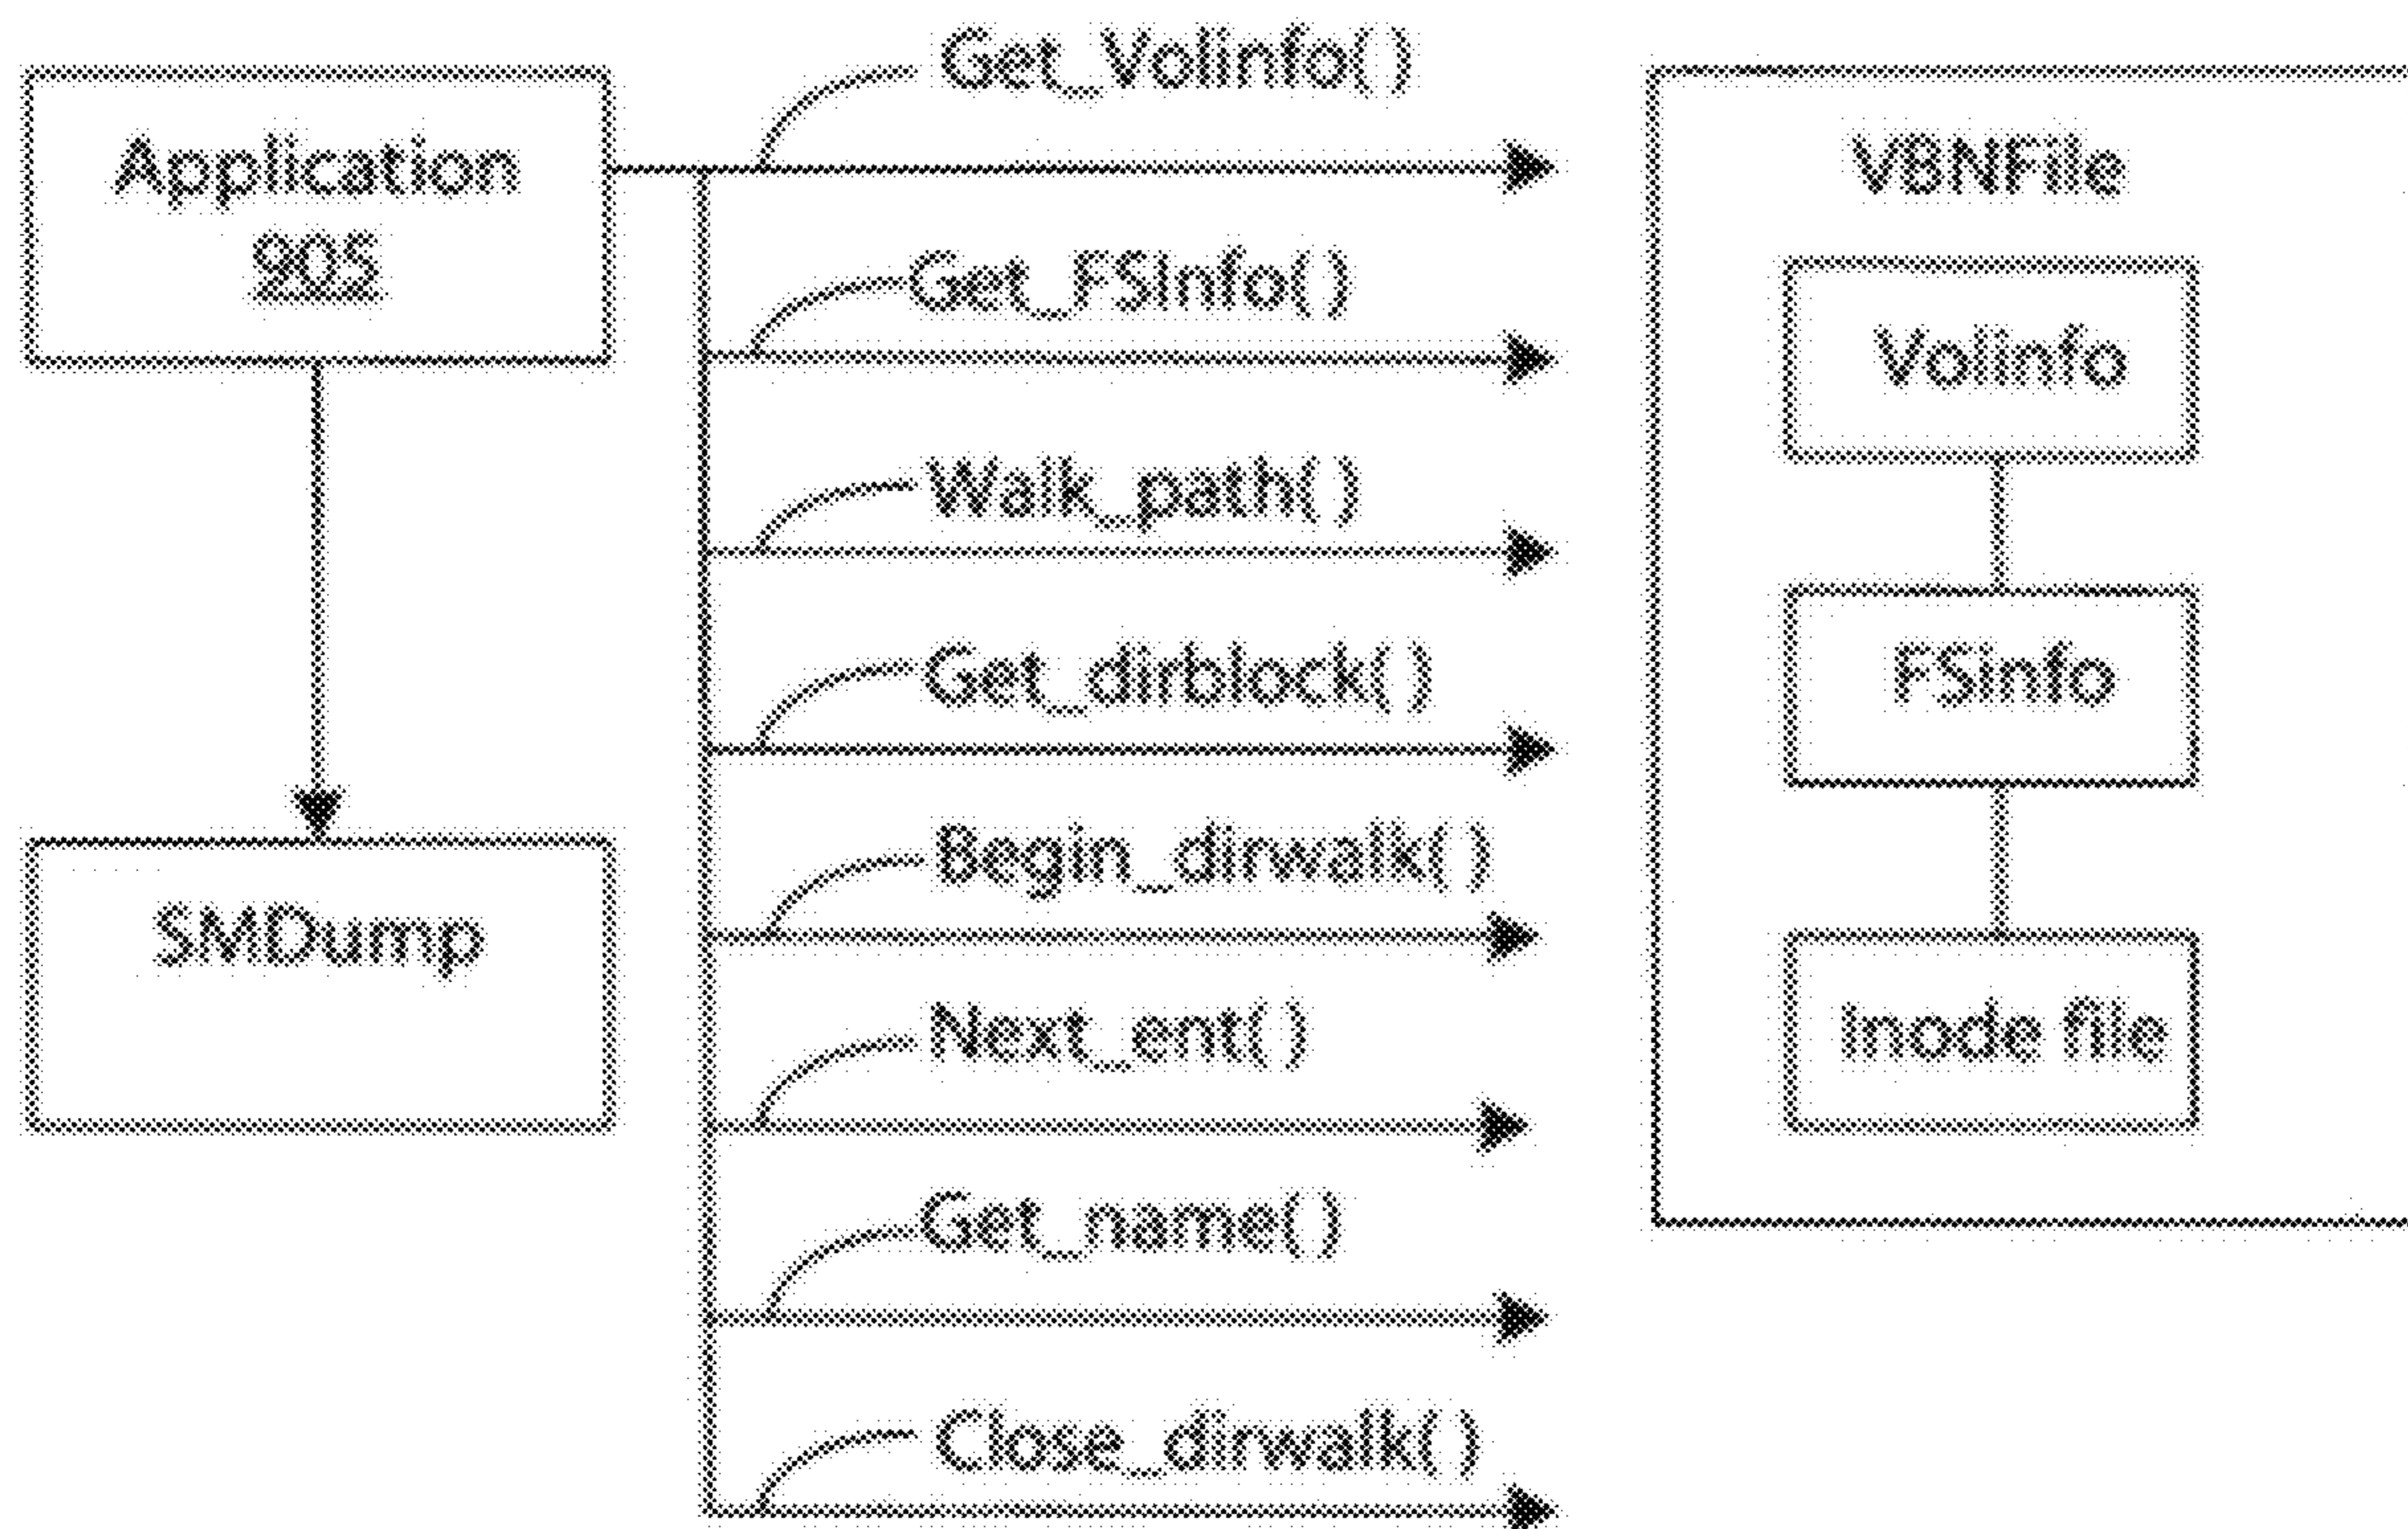 Application
905
SMDump
Get_Volinfo( )
Get_FSinfo( )
Walk_path( )
Get_dirblock( )
Begin_dirwalk( )
Next_ent( )
Get_name( )
Close_dirwalk( )
VBNFile
Volinfo
FSinfo
Inode file